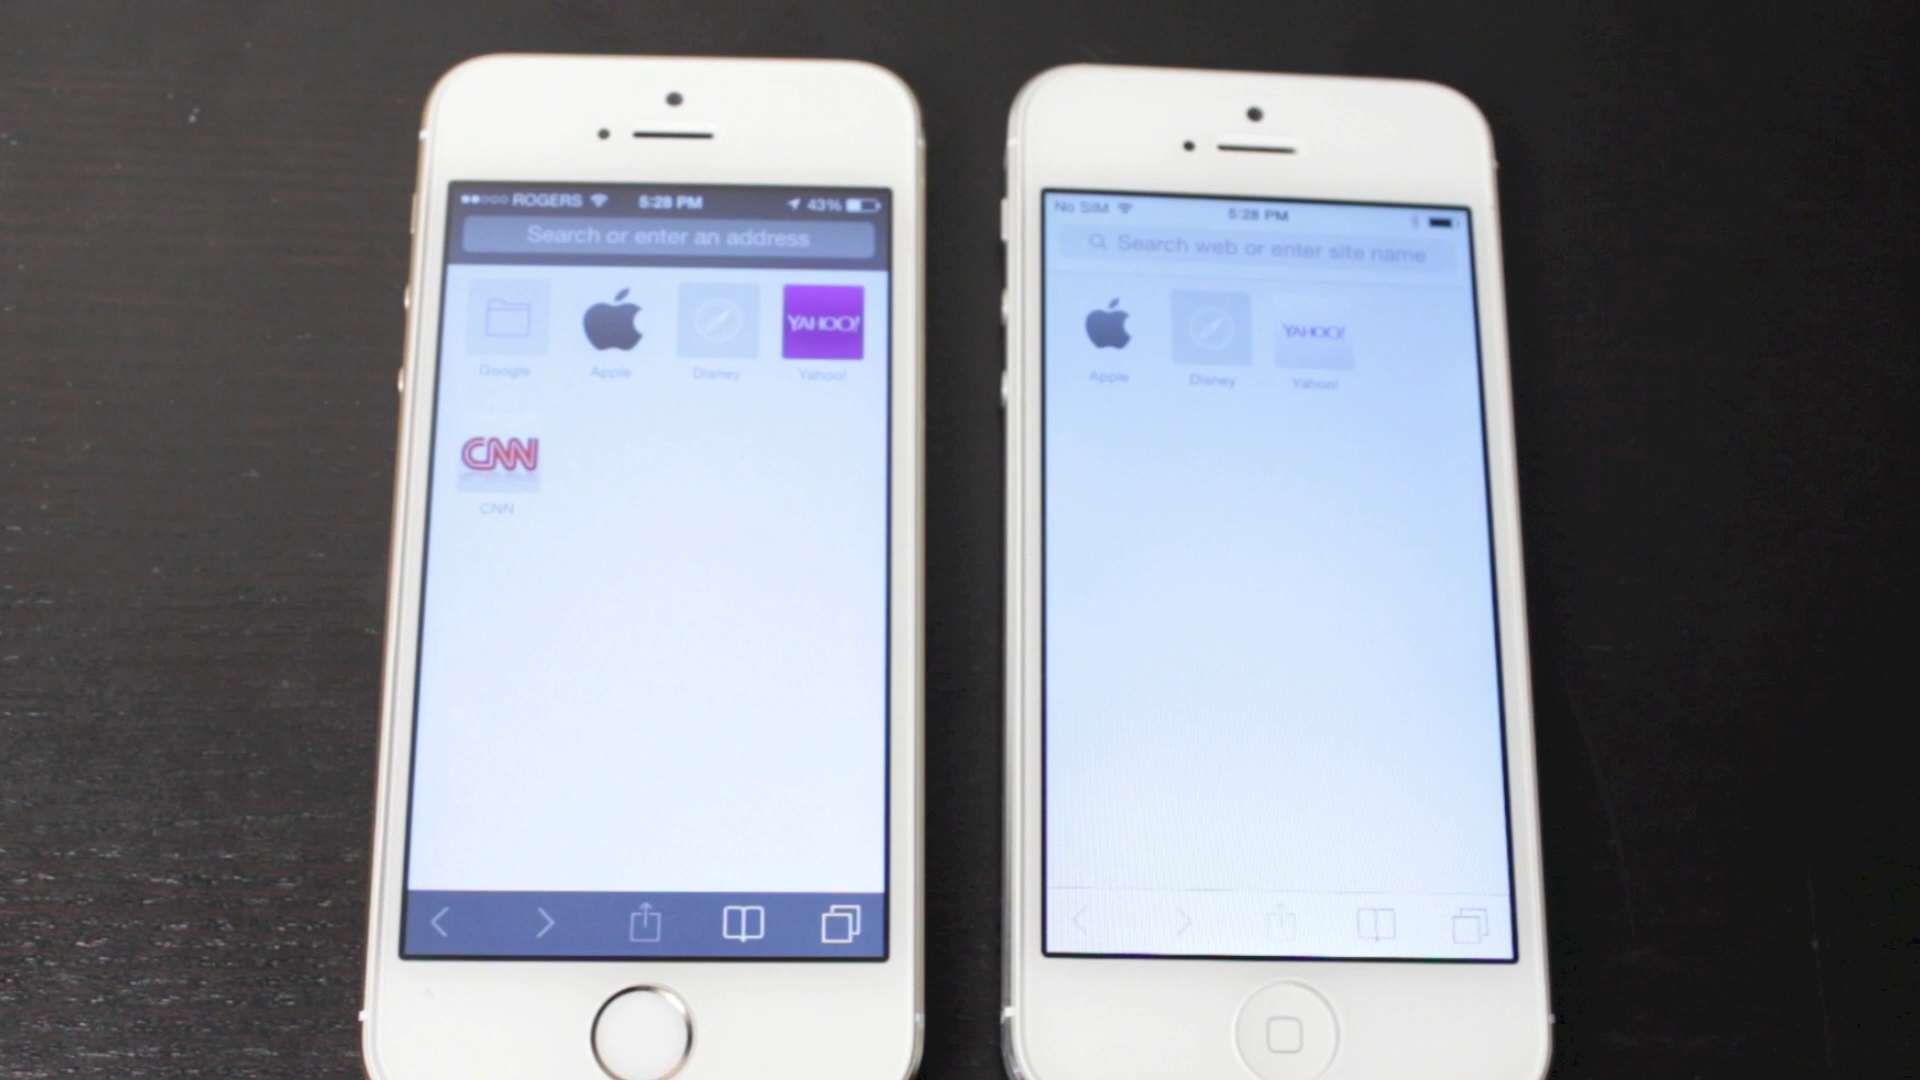 ROGERS 5:28 PM 43%
Search or enter an address
Google Apple Disney YAHOO! Yahoo!
CNN
CNN
No SIM 5:28 PM
Search web or enter site name
Apple Disney YAHOO! Yahoo!